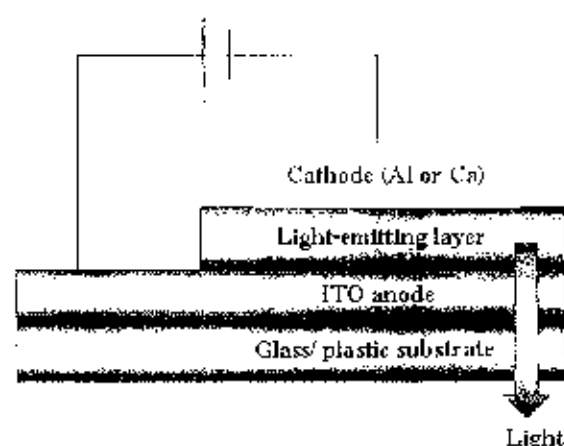 Cathode (Al or Ca)
Light-emitting layer
ITO anode
Glass/ plastic substrate
Light